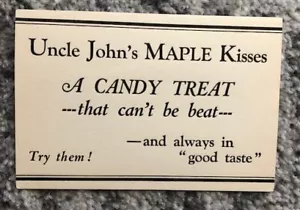 Uncle John's MAPLE Kisses
A CANDY TREAT
---that can't be beat---
—and always in
Try them! "good taste"